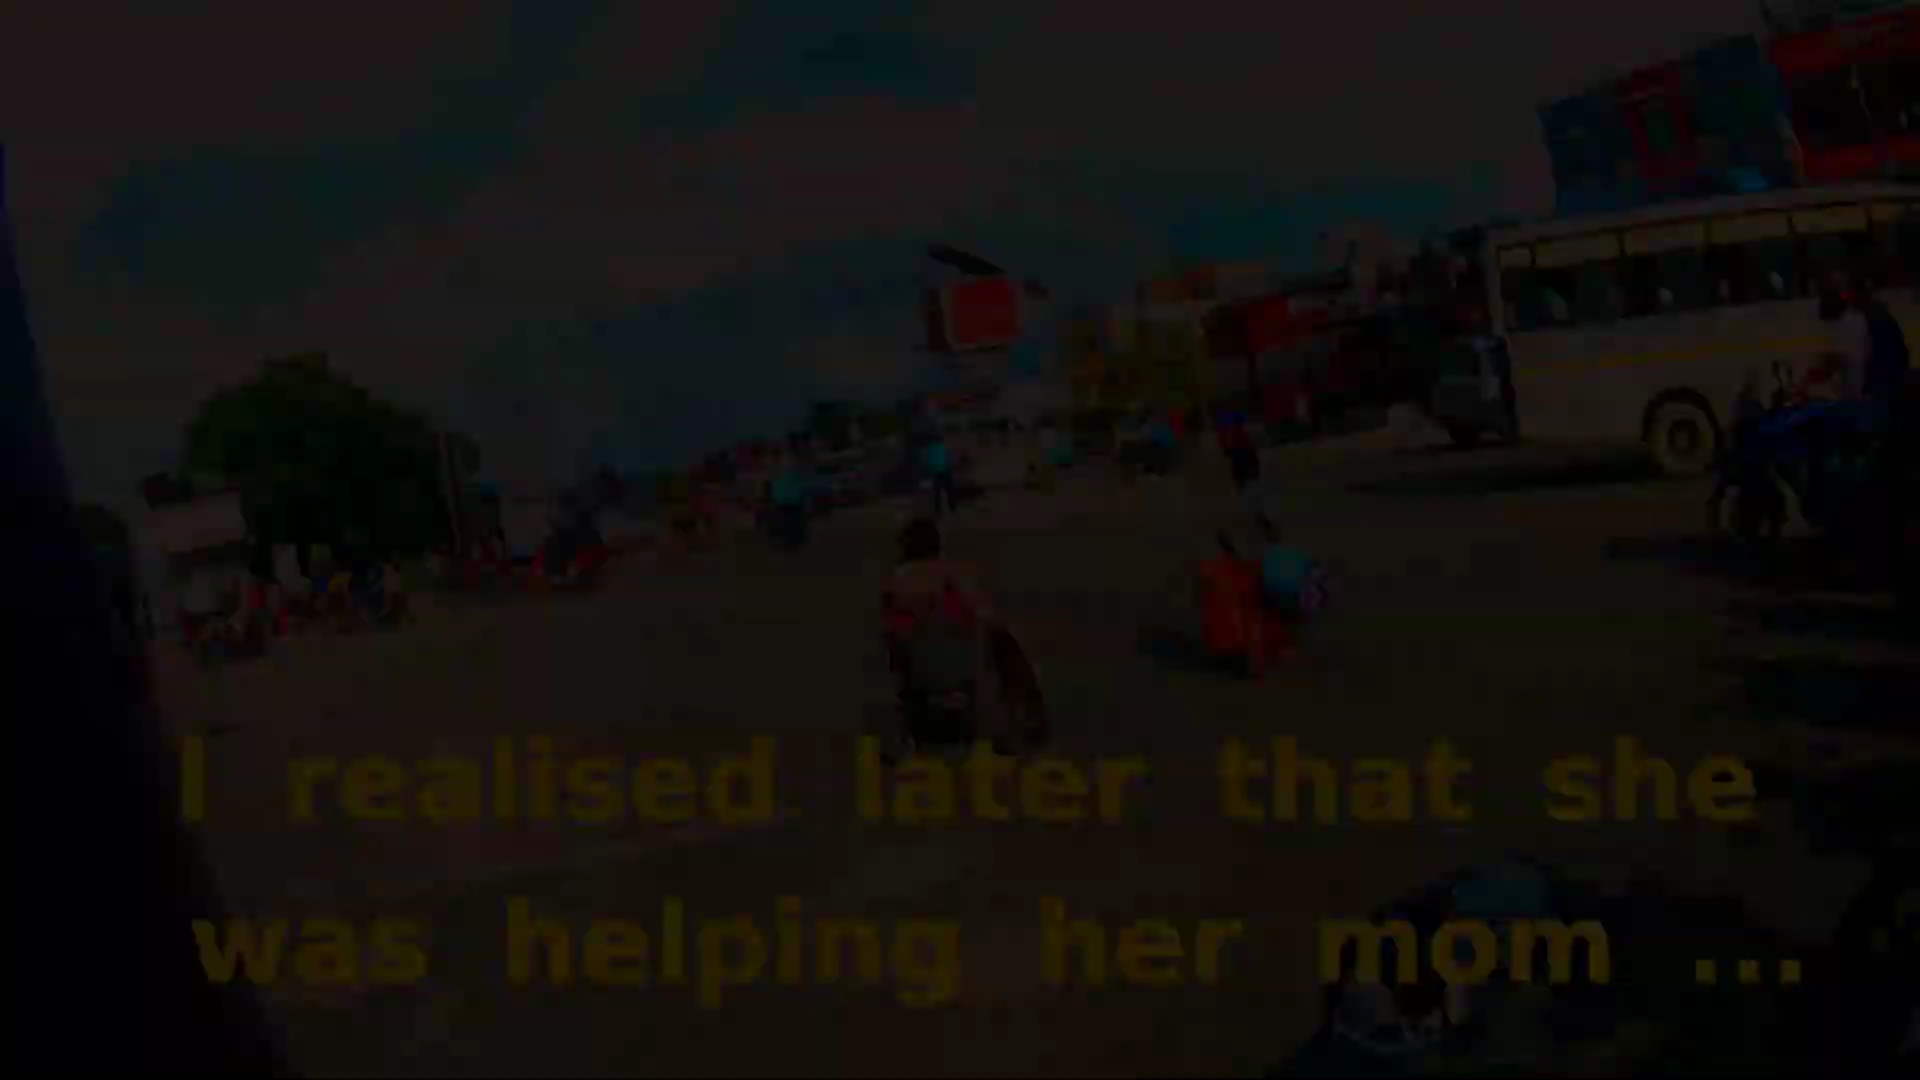 I realised later that she
was helping her mom ...